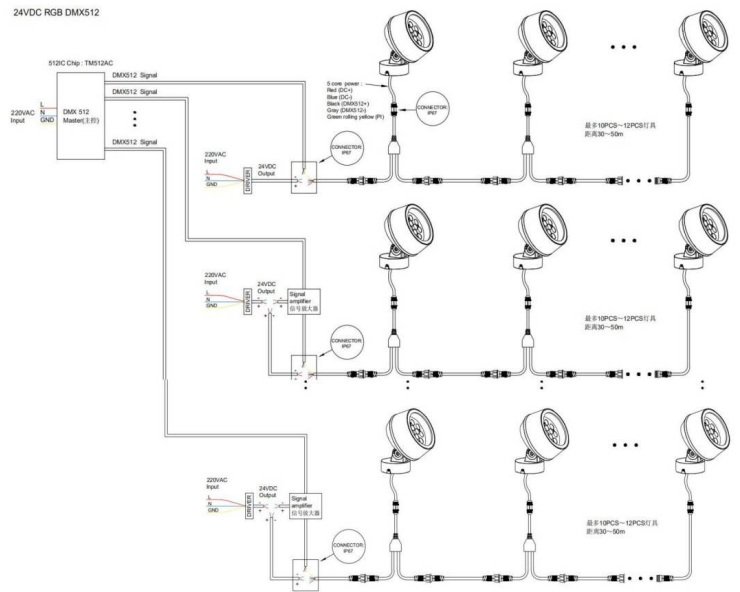 24VDC RGB DMX512
512IC Chip : TM512AC
DMX512 Signal
DMX512 Signal
DMX512 Signal
220VAC
Input
L
N
GND
DMX 512
Master(主控)
5 core power :
Red (DC+)
Blue (DC-)
Black (DMX512+)
Gray (DMX512-)
Green rolling yellow (PI)
CONNECTOR
IP67
CONNECTOR
IP67
最多10PCS～12PCS灯具
距离30～50m
220VAC
Input
L
N
GND
DRIVER
24VDC
Output
- +
220VAC
Input
L
N
GND
DRIVER
24VDC
Output
Signal
amplifier
信号放大器
CONNECTOR
IP67
最多10PCS～12PCS灯具
距离30～50m
220VAC
Input
L
N
GND
DRIVER
24VDC
Output
Signal
amplifier
信号放大器
CONNECTOR
IP67
最多10PCS～12PCS灯具
距离30～50m